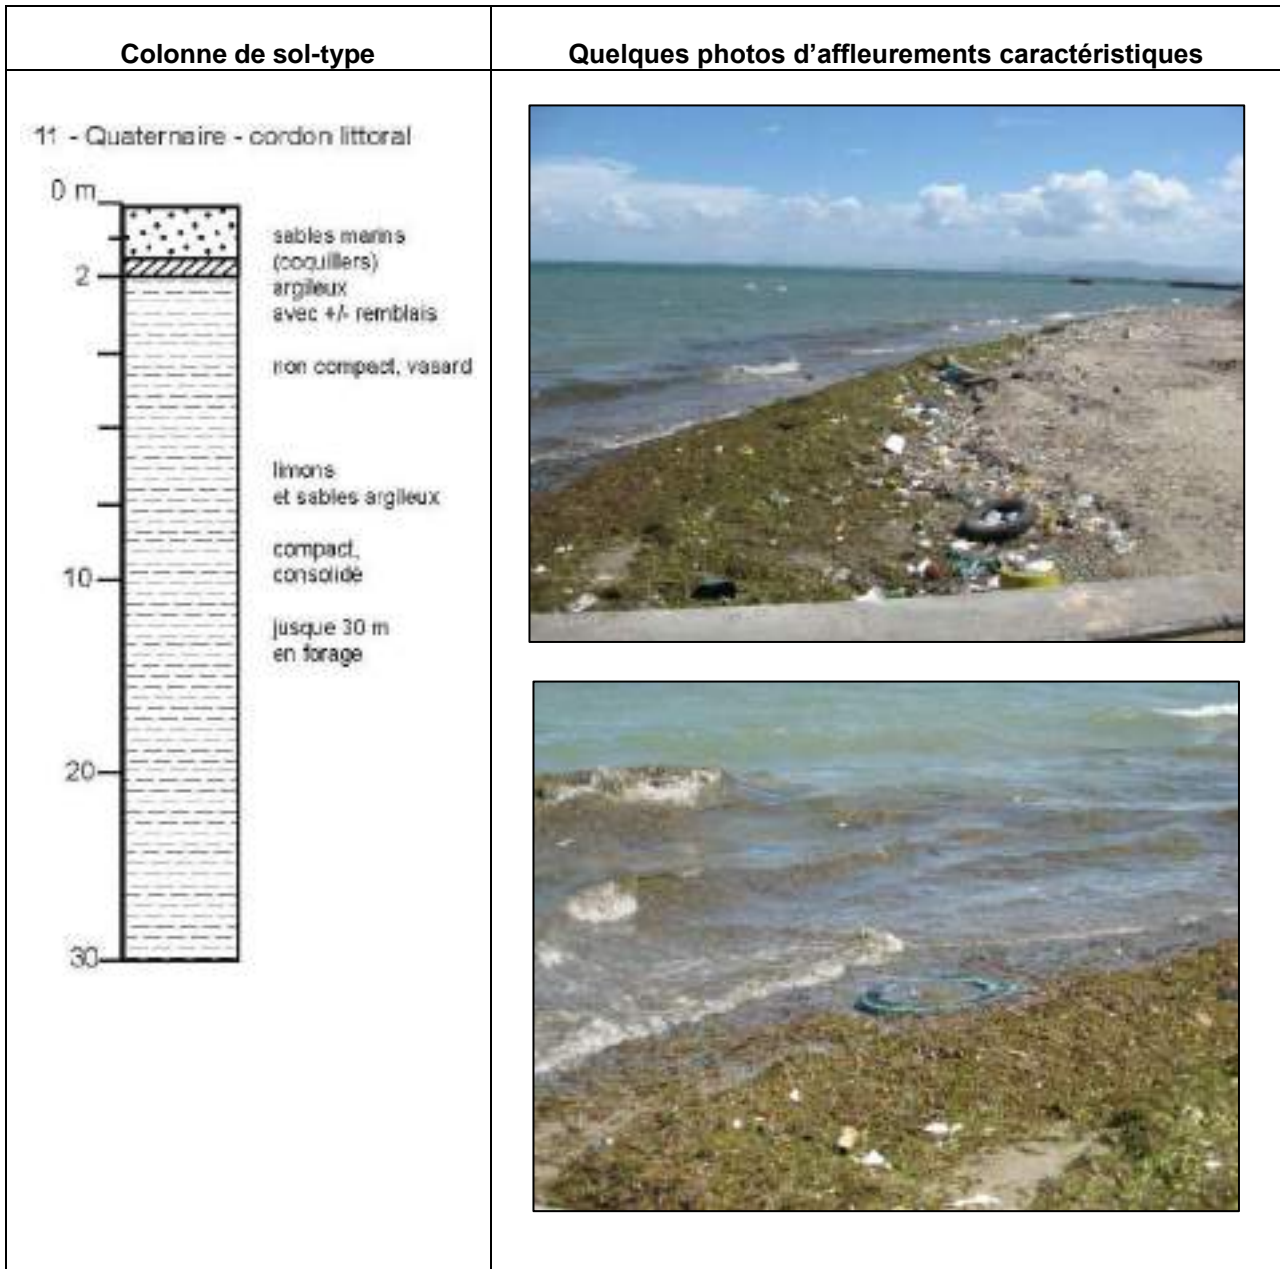 Colonne de sol-type
Quelques photos d'affleurements caractéristiques
11 - Quaternaire - cordon littoral
0 m
2
10
20
30
sables marins
(coquillers)
argileux
avec +/- remblais
non compact, vasard
limons
et sables argileux
compact,
consolidé
jusque 30 m
en forage